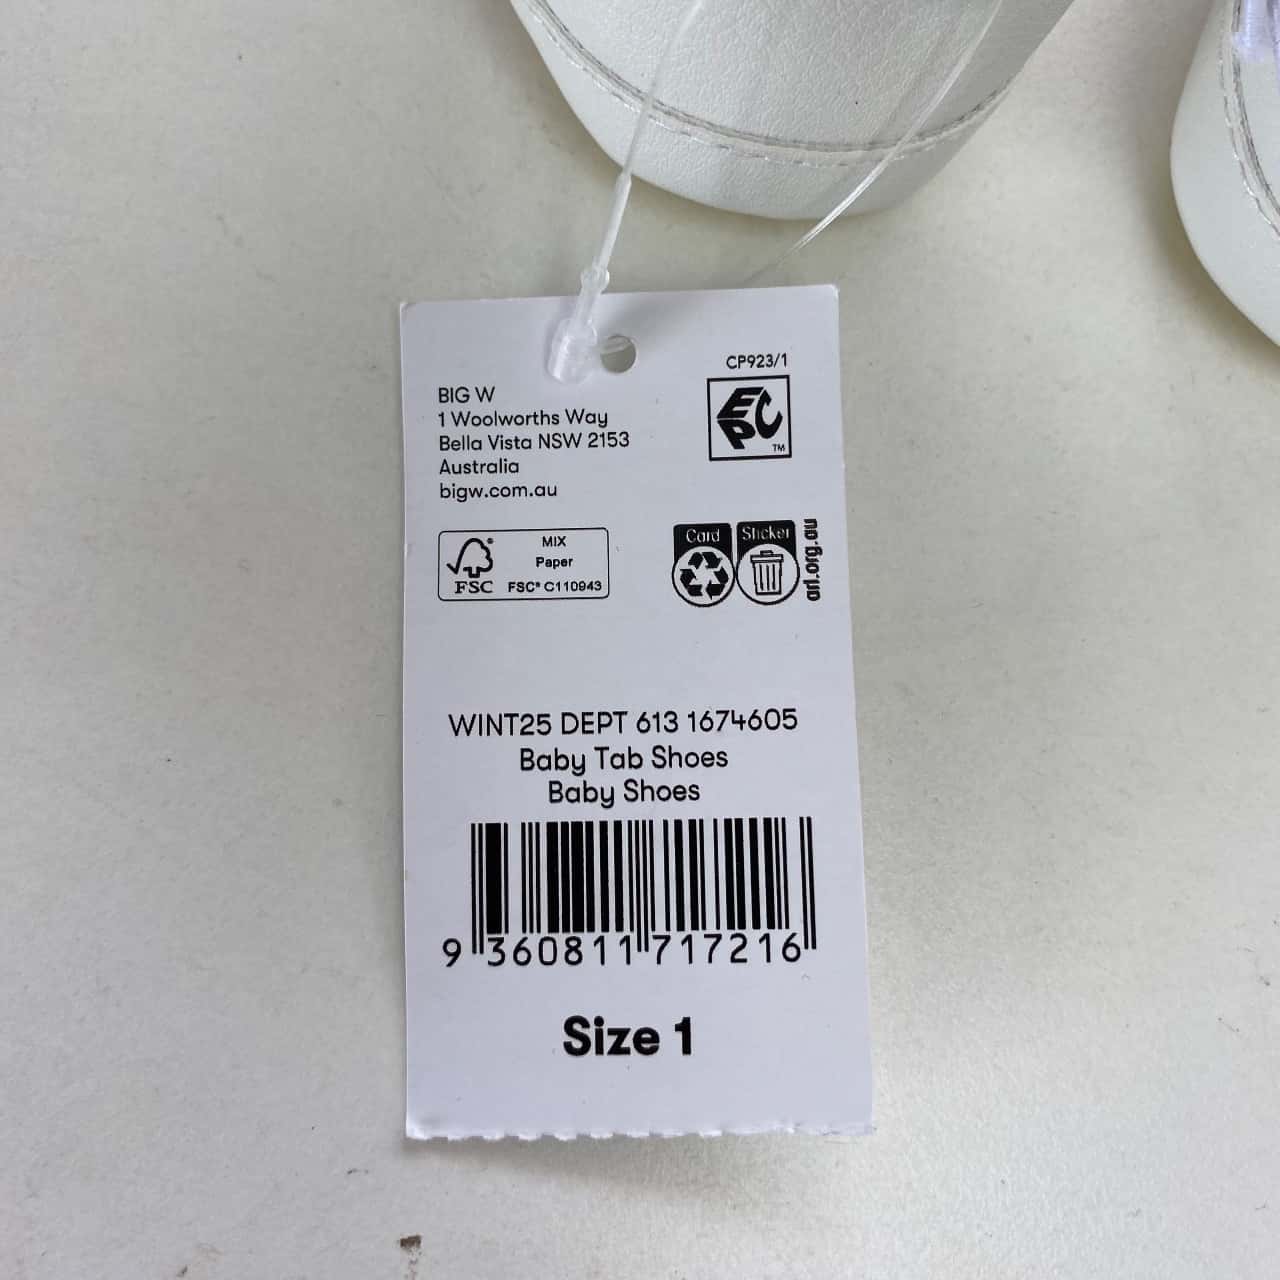 CP923/1
EPC
TM
BIG W
1 Woolworths Way
Bella Vista NSW 2153
Australia
bigw.com.au
FSC®
MIX
Paper
FSC® C110943
Card
Sticker
arl.org.au
WINT25 DEPT 613 1674605
Baby Tab Shoes
Baby Shoes
9 360811 717216
Size 1